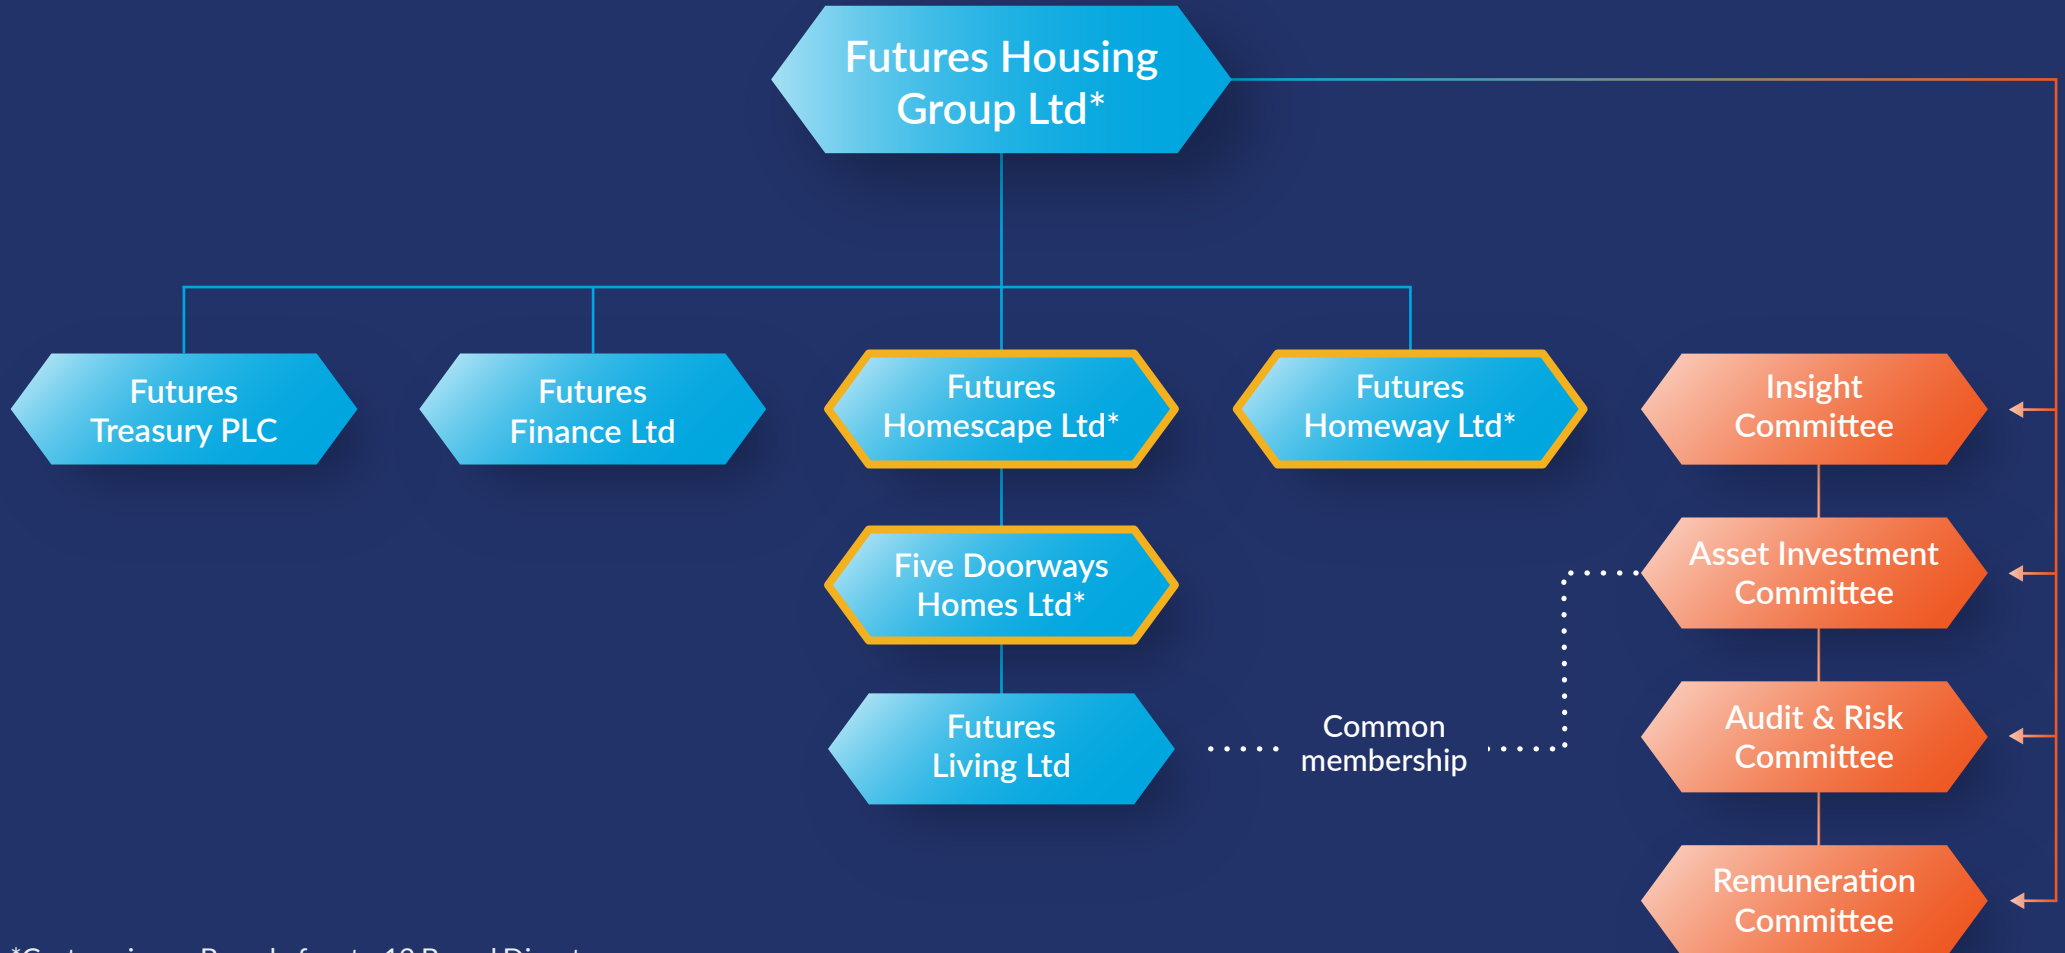 Futures Housing
Group Ltd*
Futures
Treasury PLC
Futures
Finance Ltd
Futures
Homescape Ltd*
Futures
Homeway Ltd*
Insight
Committee
Five Doorways
Homes Ltd*
Asset Investment
Committee
Futures
Living Ltd
Common
membership
Audit & Risk
Committee
Remuneration
Committee